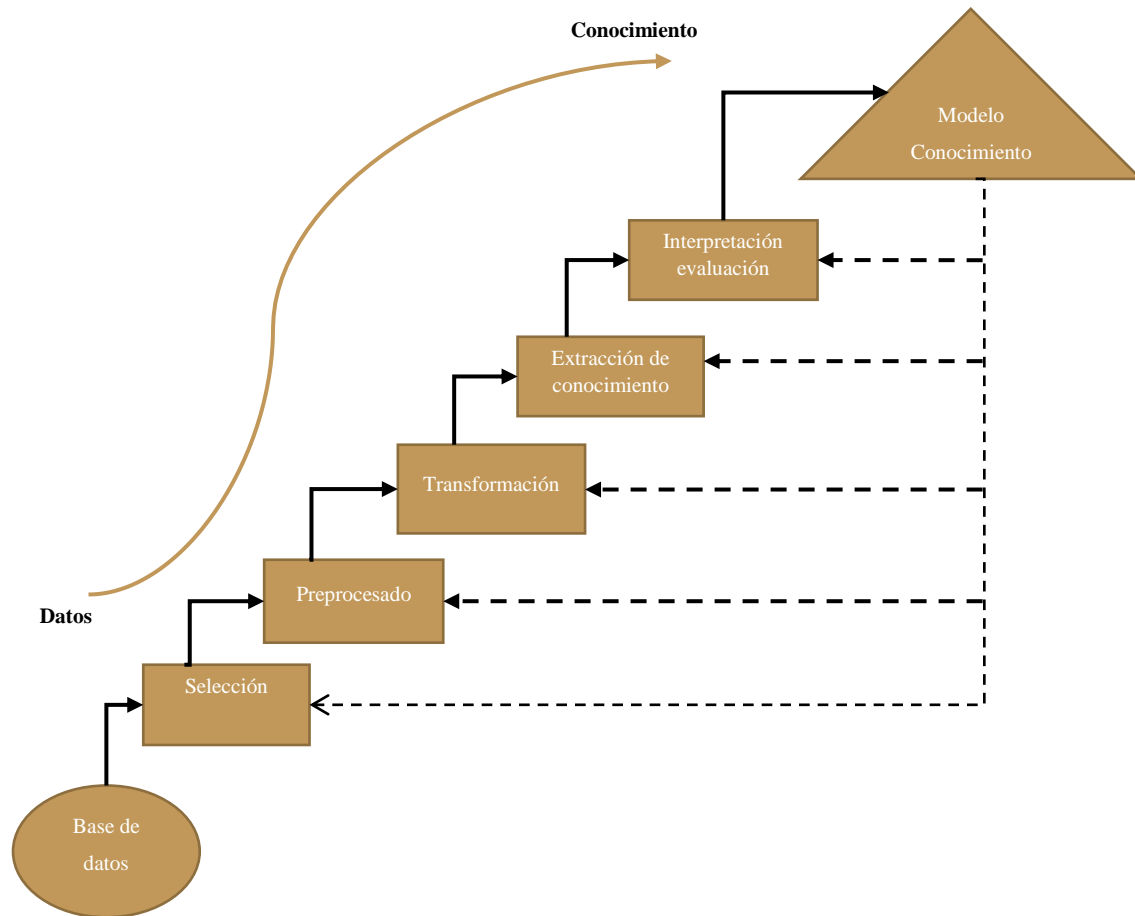 Conocimiento
Modelo
Conocimiento
Interpretación
evaluación
Extracción de
conocimiento
Transformación
Preprocesado
Datos
Selección
Base de
datos